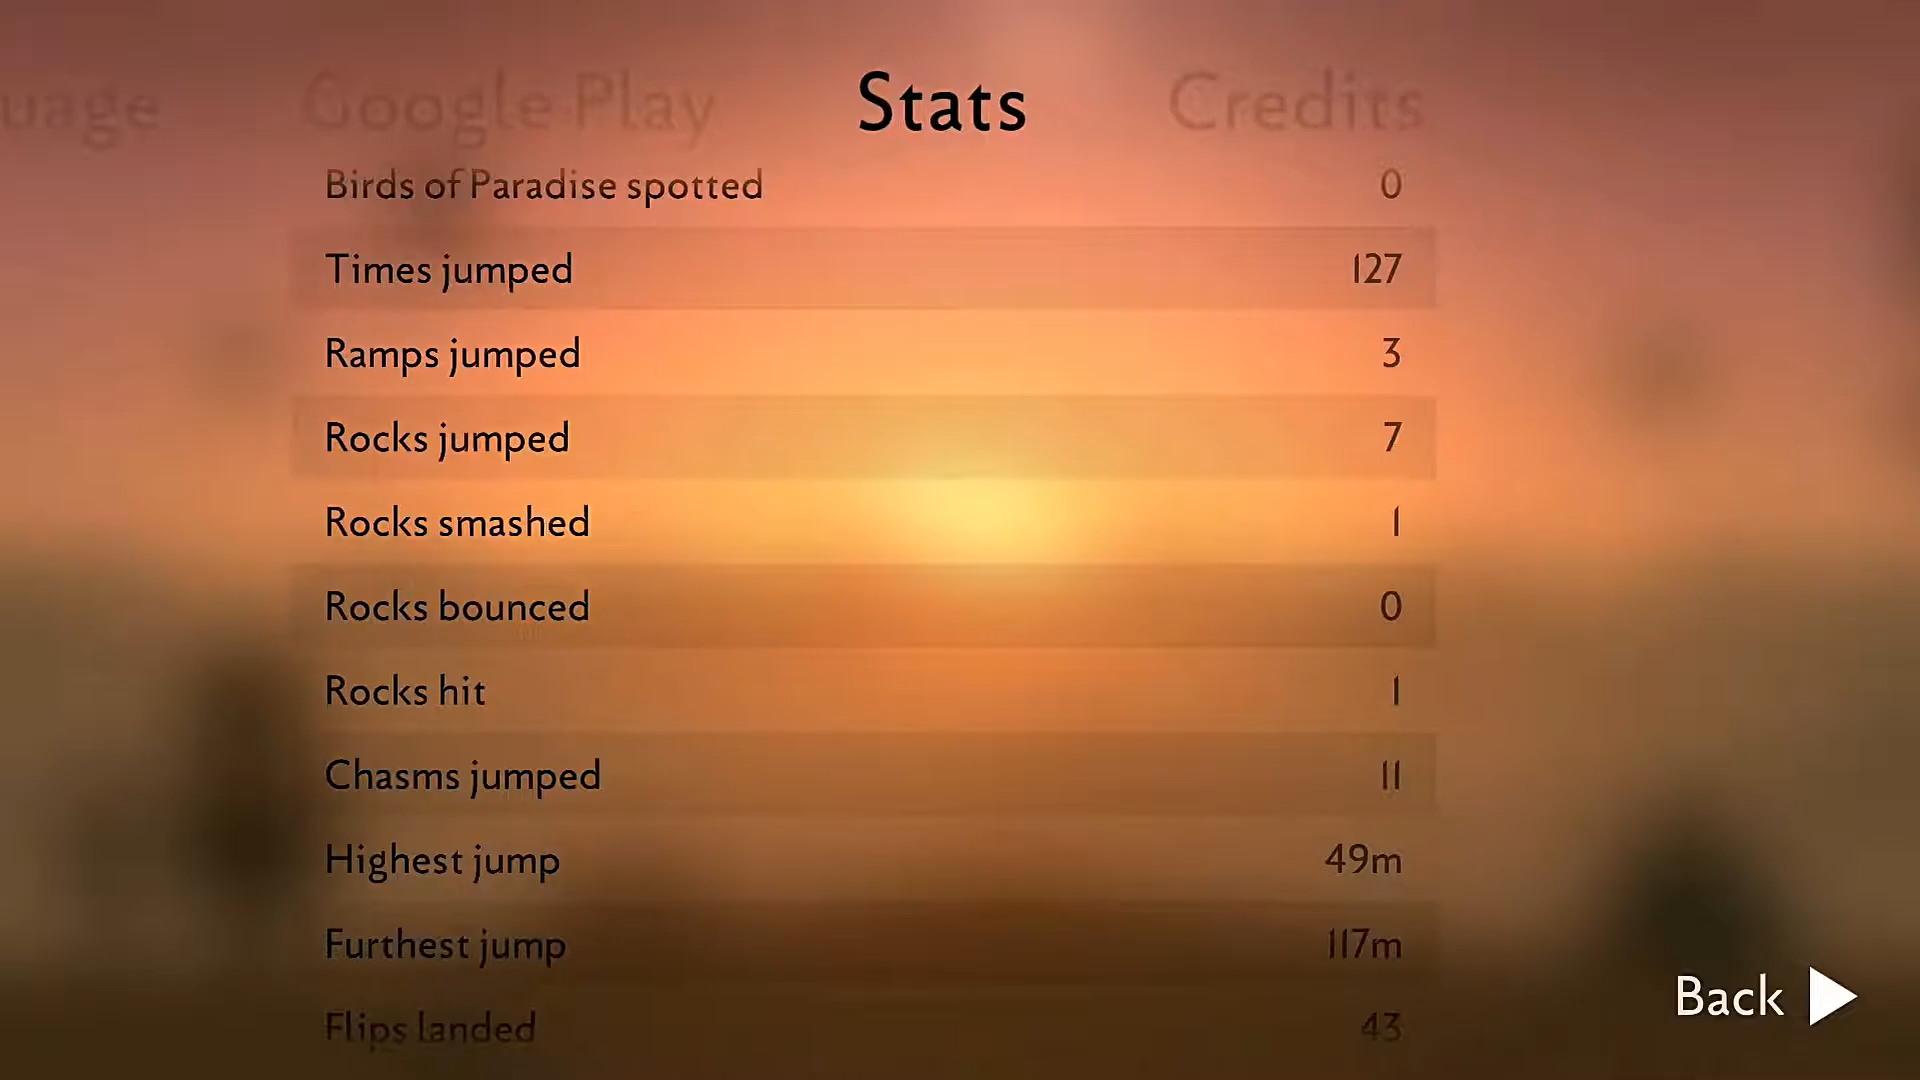 uage Google Play Stats Credits
Birds of Paradise spotted 0
Times jumped 127
Ramps jumped 3
Rocks jumped 7
Rocks smashed 1
Rocks bounced 0
Rocks hit 1
Chasms jumped 11
Highest jump 49m
Furthest jump 117m
Flips landed 43
Back